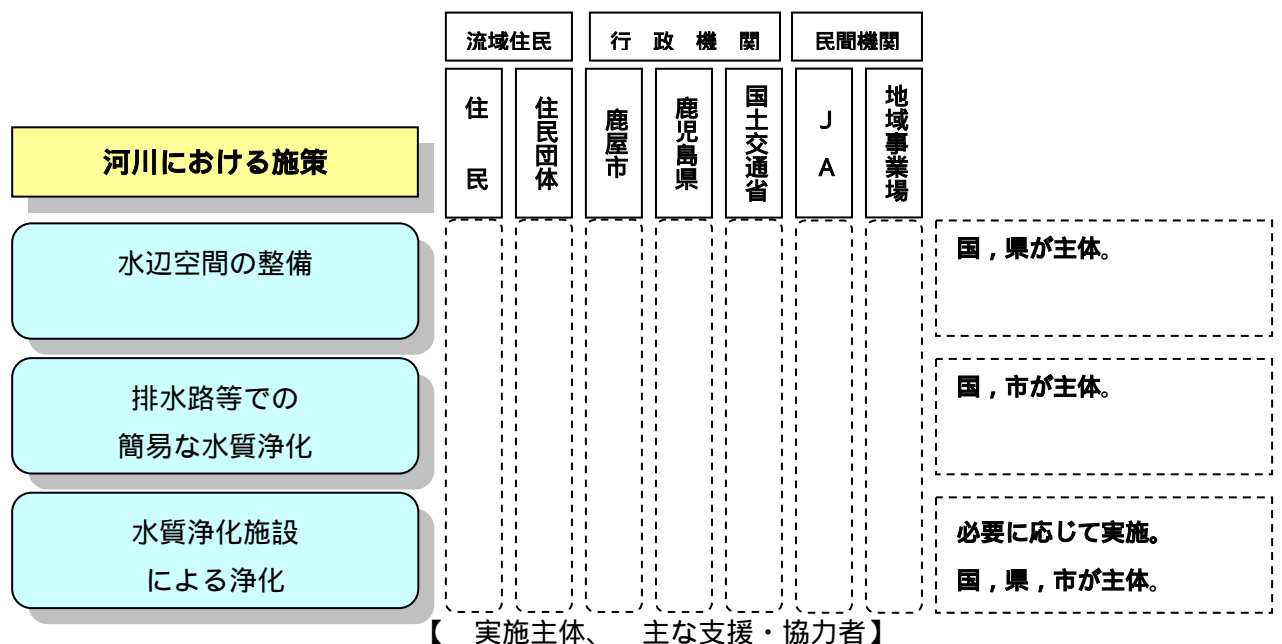 流域住民 行政機関 民間機関
住民 住民団体 鹿屋市 鹿児島県 国土交通省 JA 地域事業場
河川における施策
水辺空間の整備
国,県が主体。
排水路等での
簡易な水質浄化
国,市が主体。
水質浄化施設
による浄化
必要に応じて実施。
国,県,市が主体。
【 実施主体、 主な支援・協力者】